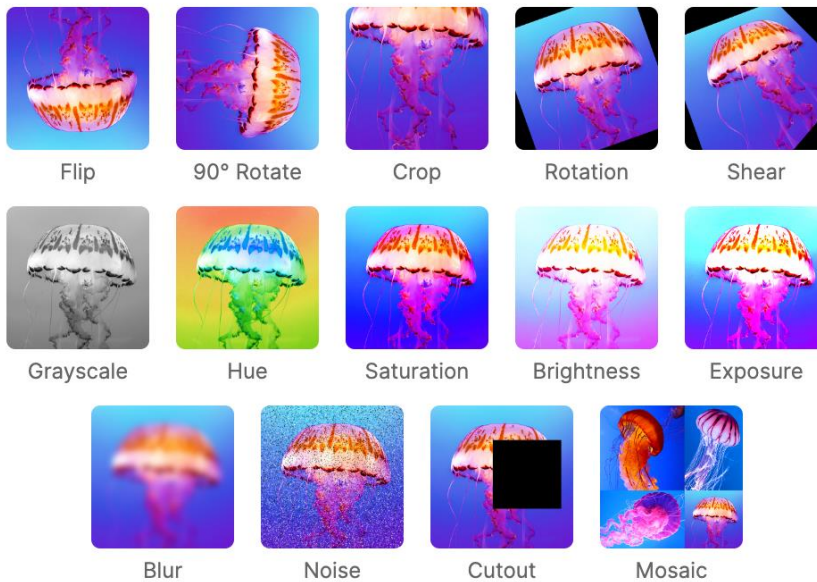 Flip
90° Rotate
Crop
Rotation
Shear
Grayscale
Hue
Saturation
Brightness
Exposure
Blur
Noise
Cutout
Mosaic